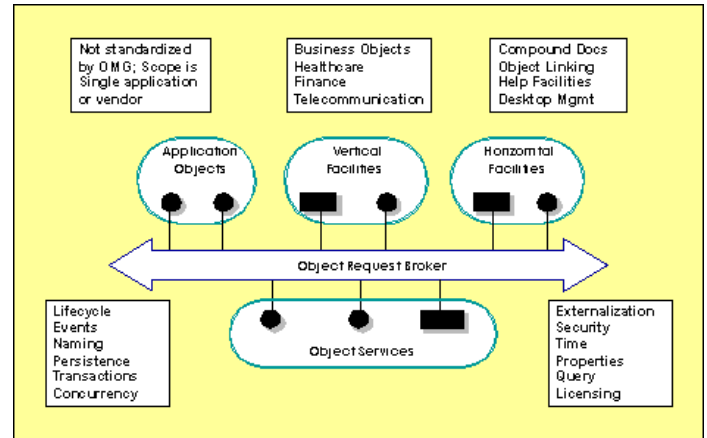 Not standardized
by OMG; Scope is
Single application
or vendor
Business Objects
Healthcare
Finance
Telecommunication
Compound Docs
Object Linking
Help Facilities
Desktop Mgmt
Application
Objects
Vertical
Facilities
Horizontal
Facilities
Object Request Broker
Lifecycle
Events
Naming
Persistence
Transactions
Concurrency
Object Services
Externalization
Security
Time
Properties
Query
Licensing